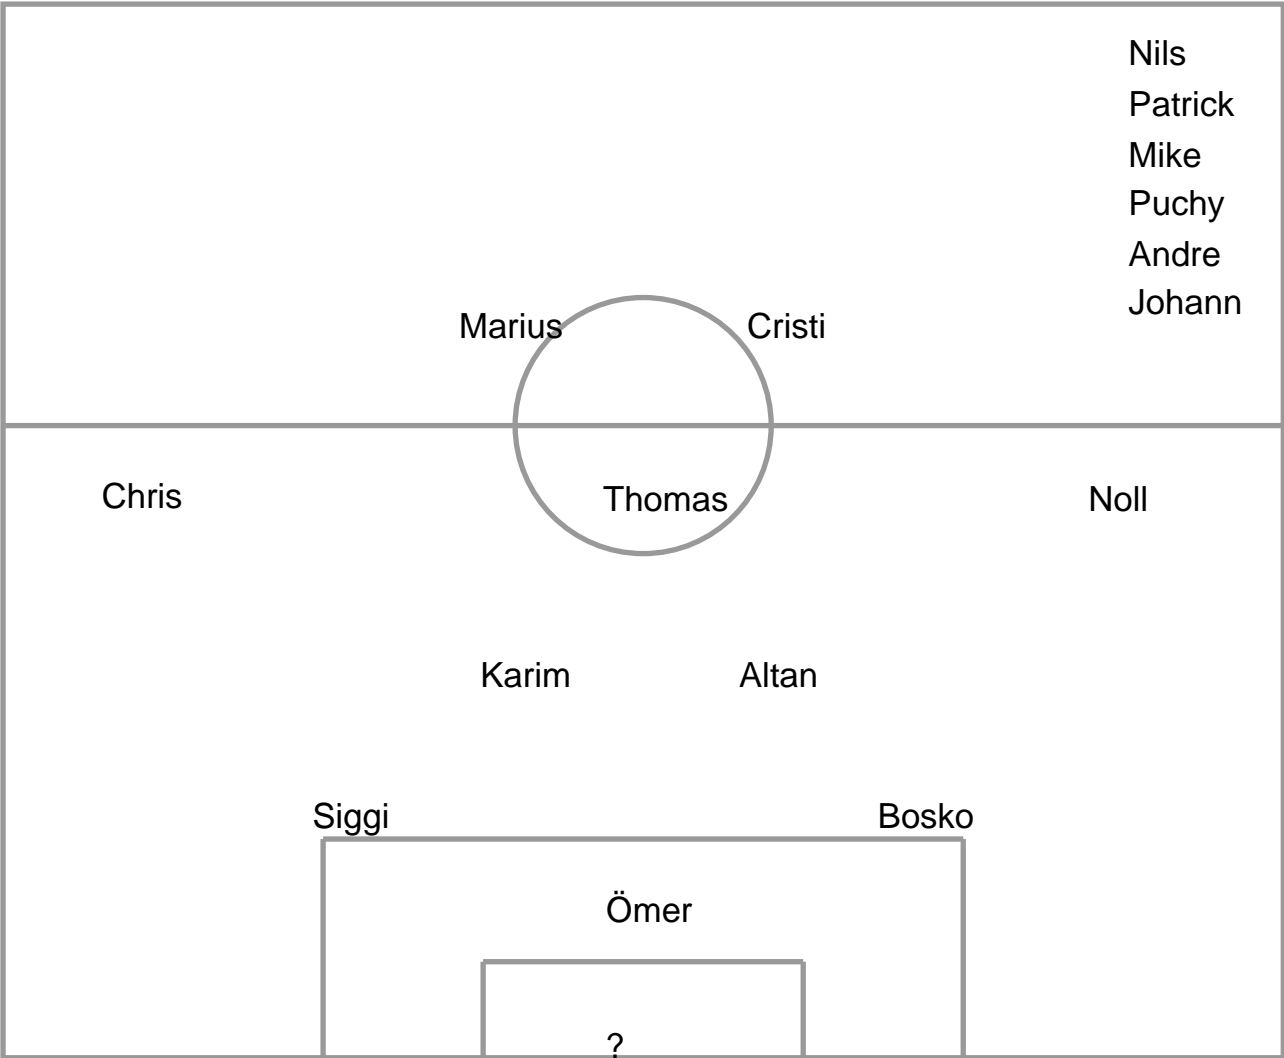 Nils
Patrick
Mike
Puchy
Andre
Johann
Marius Cristi
Chris Thomas Noll
Karim Altan
Siggi Bosko
Ömer
?